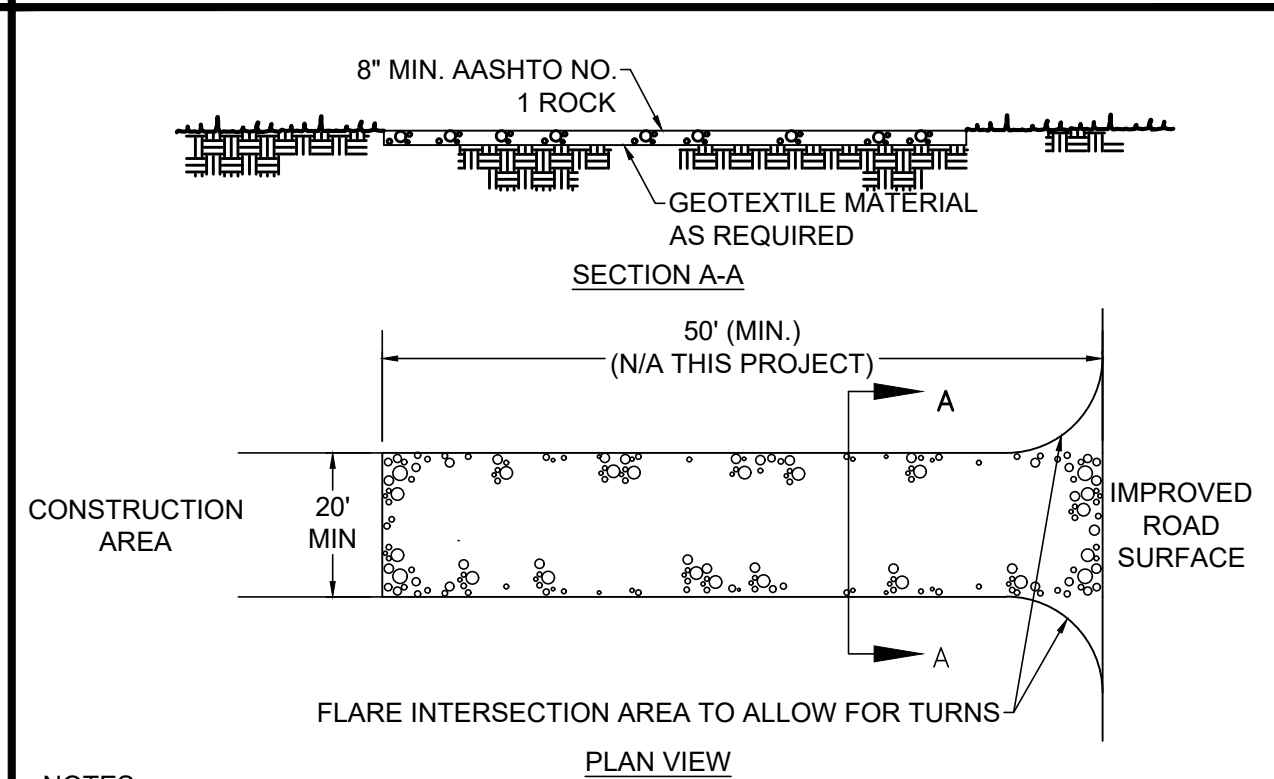 8" MIN. AASHTO NO.
1 ROCK
GEOTEXTILE MATERIAL
AS REQUIRED
SECTION A-A
50' (MIN.)
(N/A THIS PROJECT)
A
CONSTRUCTION
AREA
20'
MIN
IMPROVED
ROAD
SURFACE
A
FLARE INTERSECTION AREA TO ALLOW FOR TURNS
PLAN VIEW
NOTES